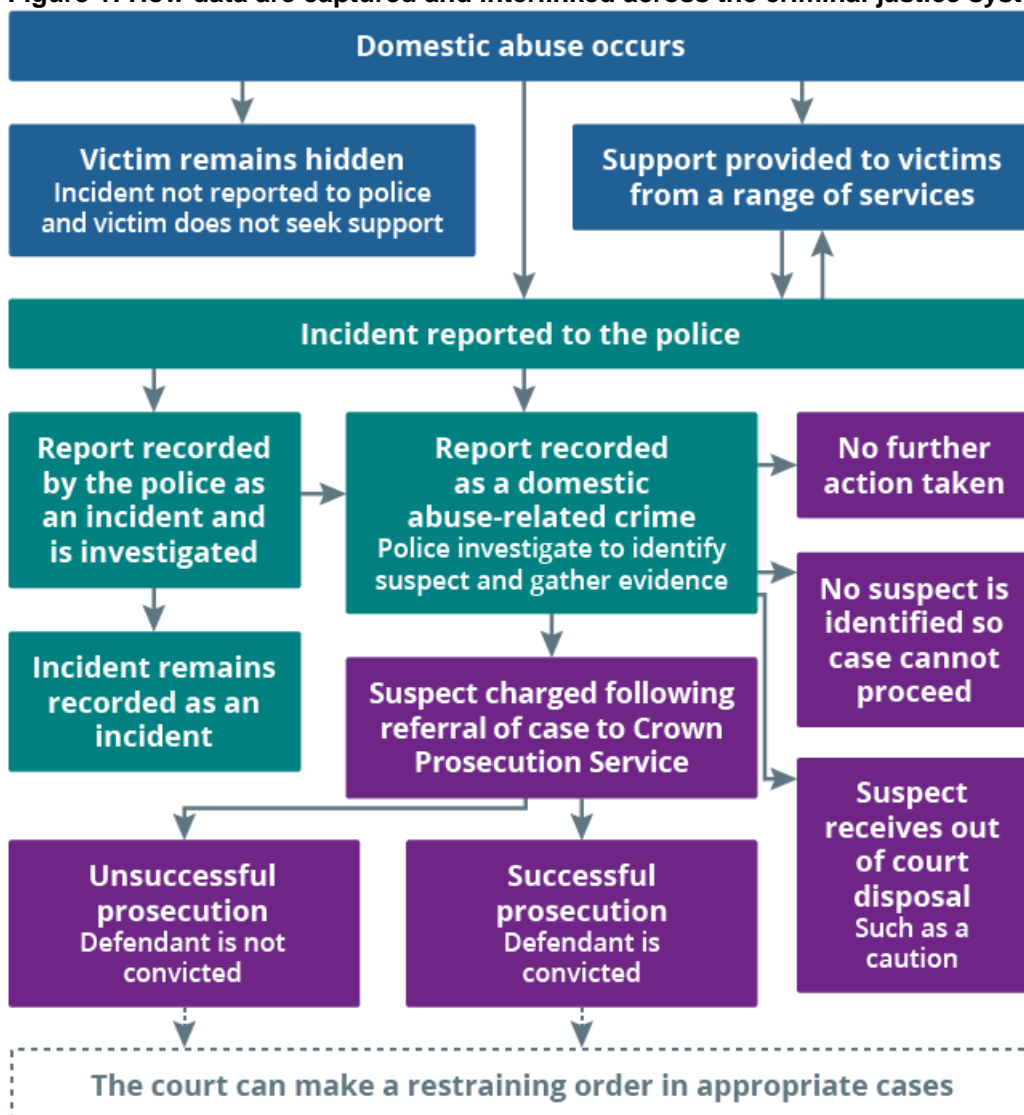 Domestic abuse occurs
Victim remains hidden
Incident not reported to police
and victim does not seek support
Support provided to victims
from a range of services
Incident reported to the police
Report recorded
by the police as
an incident and
is investigated
Report recorded
as a domestic
abuse-related crime
Police investigate to identify
suspect and gather evidence
No further
action taken
No suspect is
identified so
case cannot
proceed
Incident remains
recorded as an
incident
Suspect charged following
referral of case to Crown
Prosecution Service
Suspect
receives out
of court
disposal
Such as a
caution
Unsuccessful
prosecution
Defendant is not
convicted
Successful
prosecution
Defendant is
convicted
The court can make a restraining order in appropriate cases